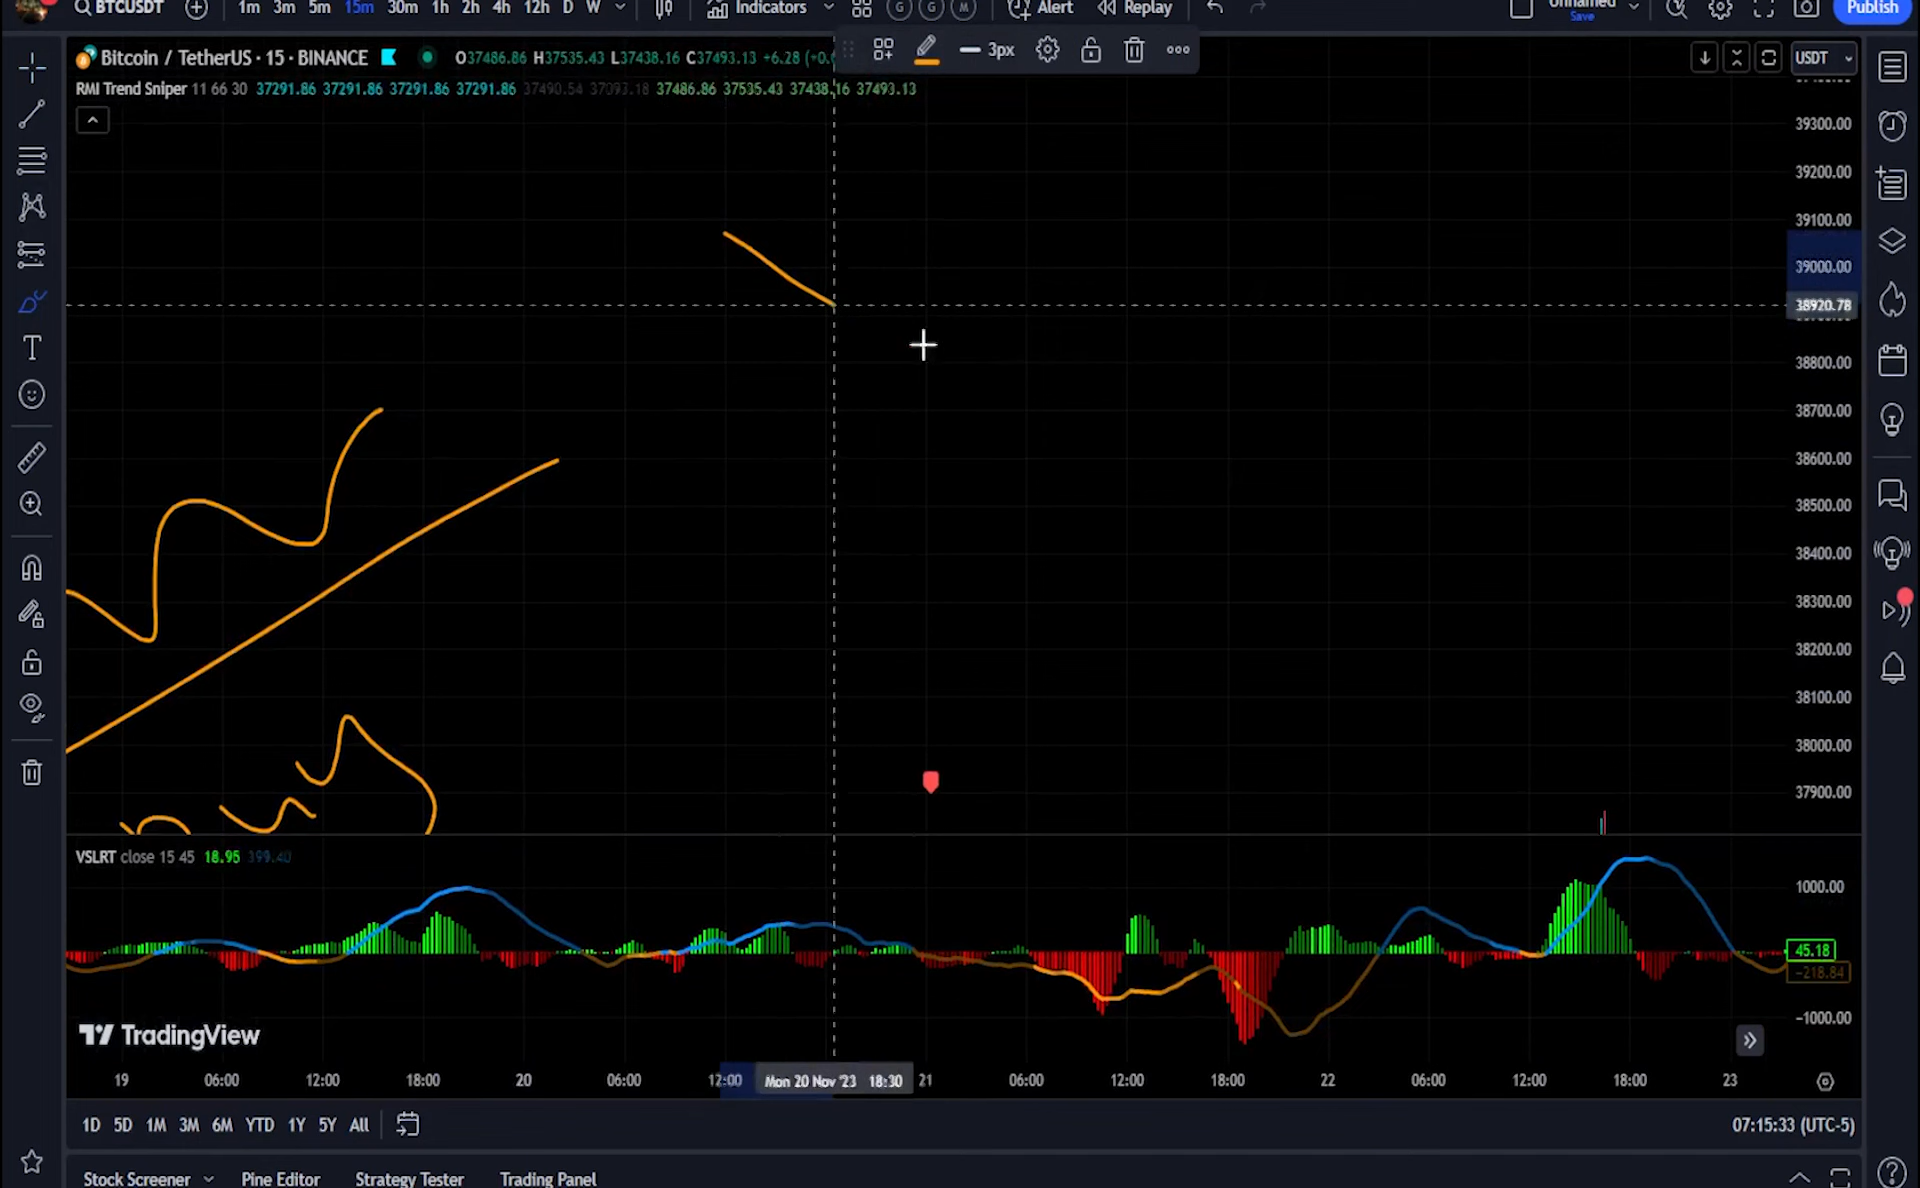 BTCUSDT 1m 3m 5m 15m 30m 1h 2h 4h 12h D W Indicators G G M Alert Replay Unnamed Save Publish
Bitcoin / TetherUS · 15 · BINANCE O37486.86 H37535.43 L37438.16 C37493.13 +6.28 3px USDT
RMI Trend Sniper 11 66 30 37291.86 37291.86 37291.86 37291.86 37490.54 37093.18 37486.86 37535.43 37438.16 37493.13
39300.00
39200.00
39100.00
39000.00
38920.78
38800.00
38700.00
38600.00
38500.00
38400.00
38300.00
38200.00
38100.00
38000.00
37900.00
VSLRT close 15 45 18.95 399.40
1000.00
45.18
−218.84
−1000.00
TradingView
19 06:00 12:00 18:00 20 06:00 12:00 Mon 20 Nov '23 18:30 21 06:00 12:00 18:00 22 06:00 12:00 18:00 23
1D 5D 1M 3M 6M YTD 1Y 5Y All 07:15:33 (UTC-5)
Stock Screener Pine Editor Strategy Tester Trading Panel